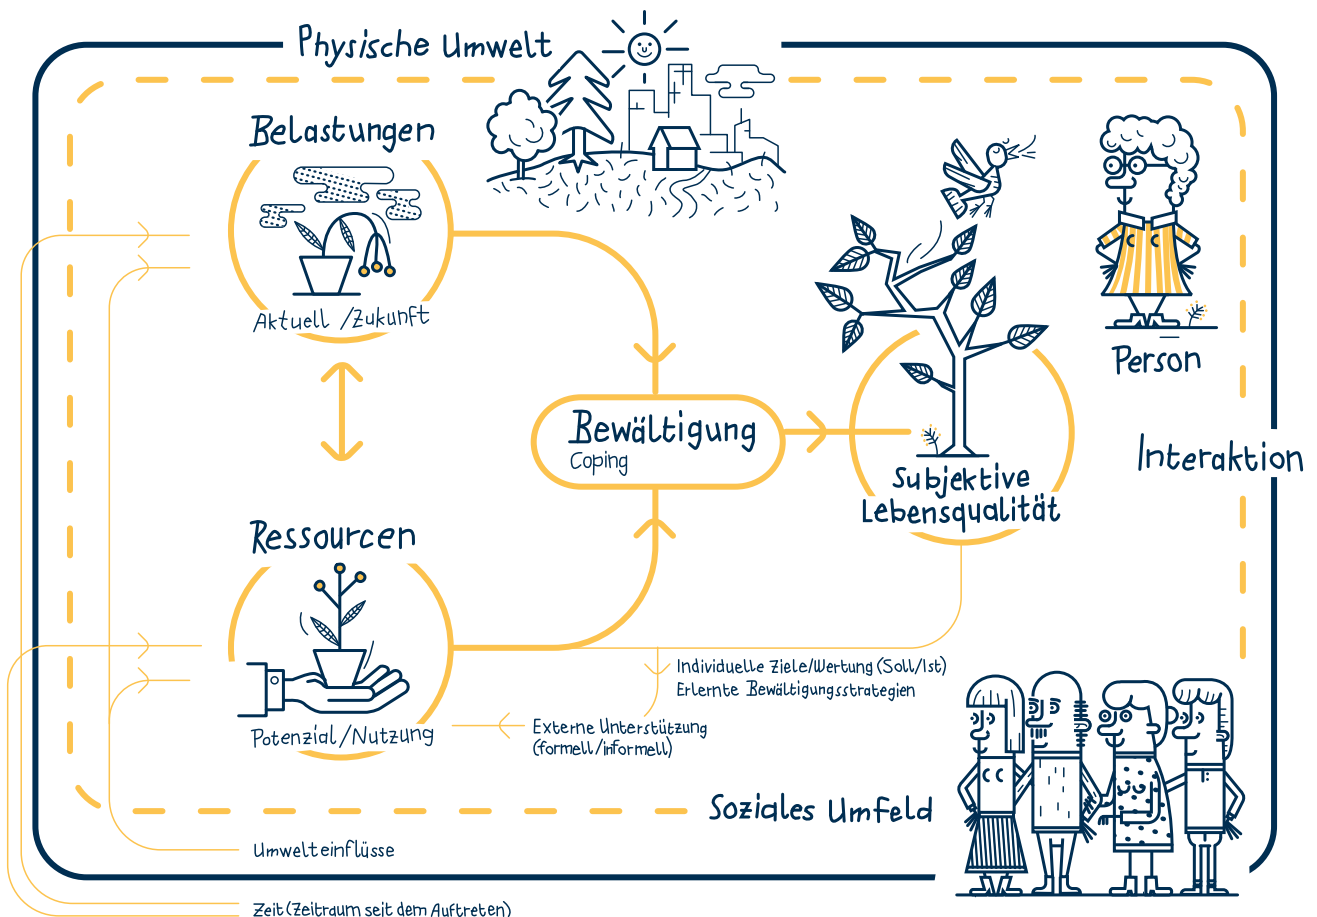 Physische Umwelt
Belastungen
Aktuell / Zukunft
Person
Bewältigung
Coping
Interaktion
Subjektive
Lebensqualität
Ressourcen
Potenzial/Nutzung
Individuelle Ziele/Wertung (Soll/Ist)
Erlernte Bewältigungsstrategien
Externe Unterstützung
(formell/informell)
Soziales Umfeld
Umwelteinflüsse
Zeit (Zeitraum seit dem Auftreten)